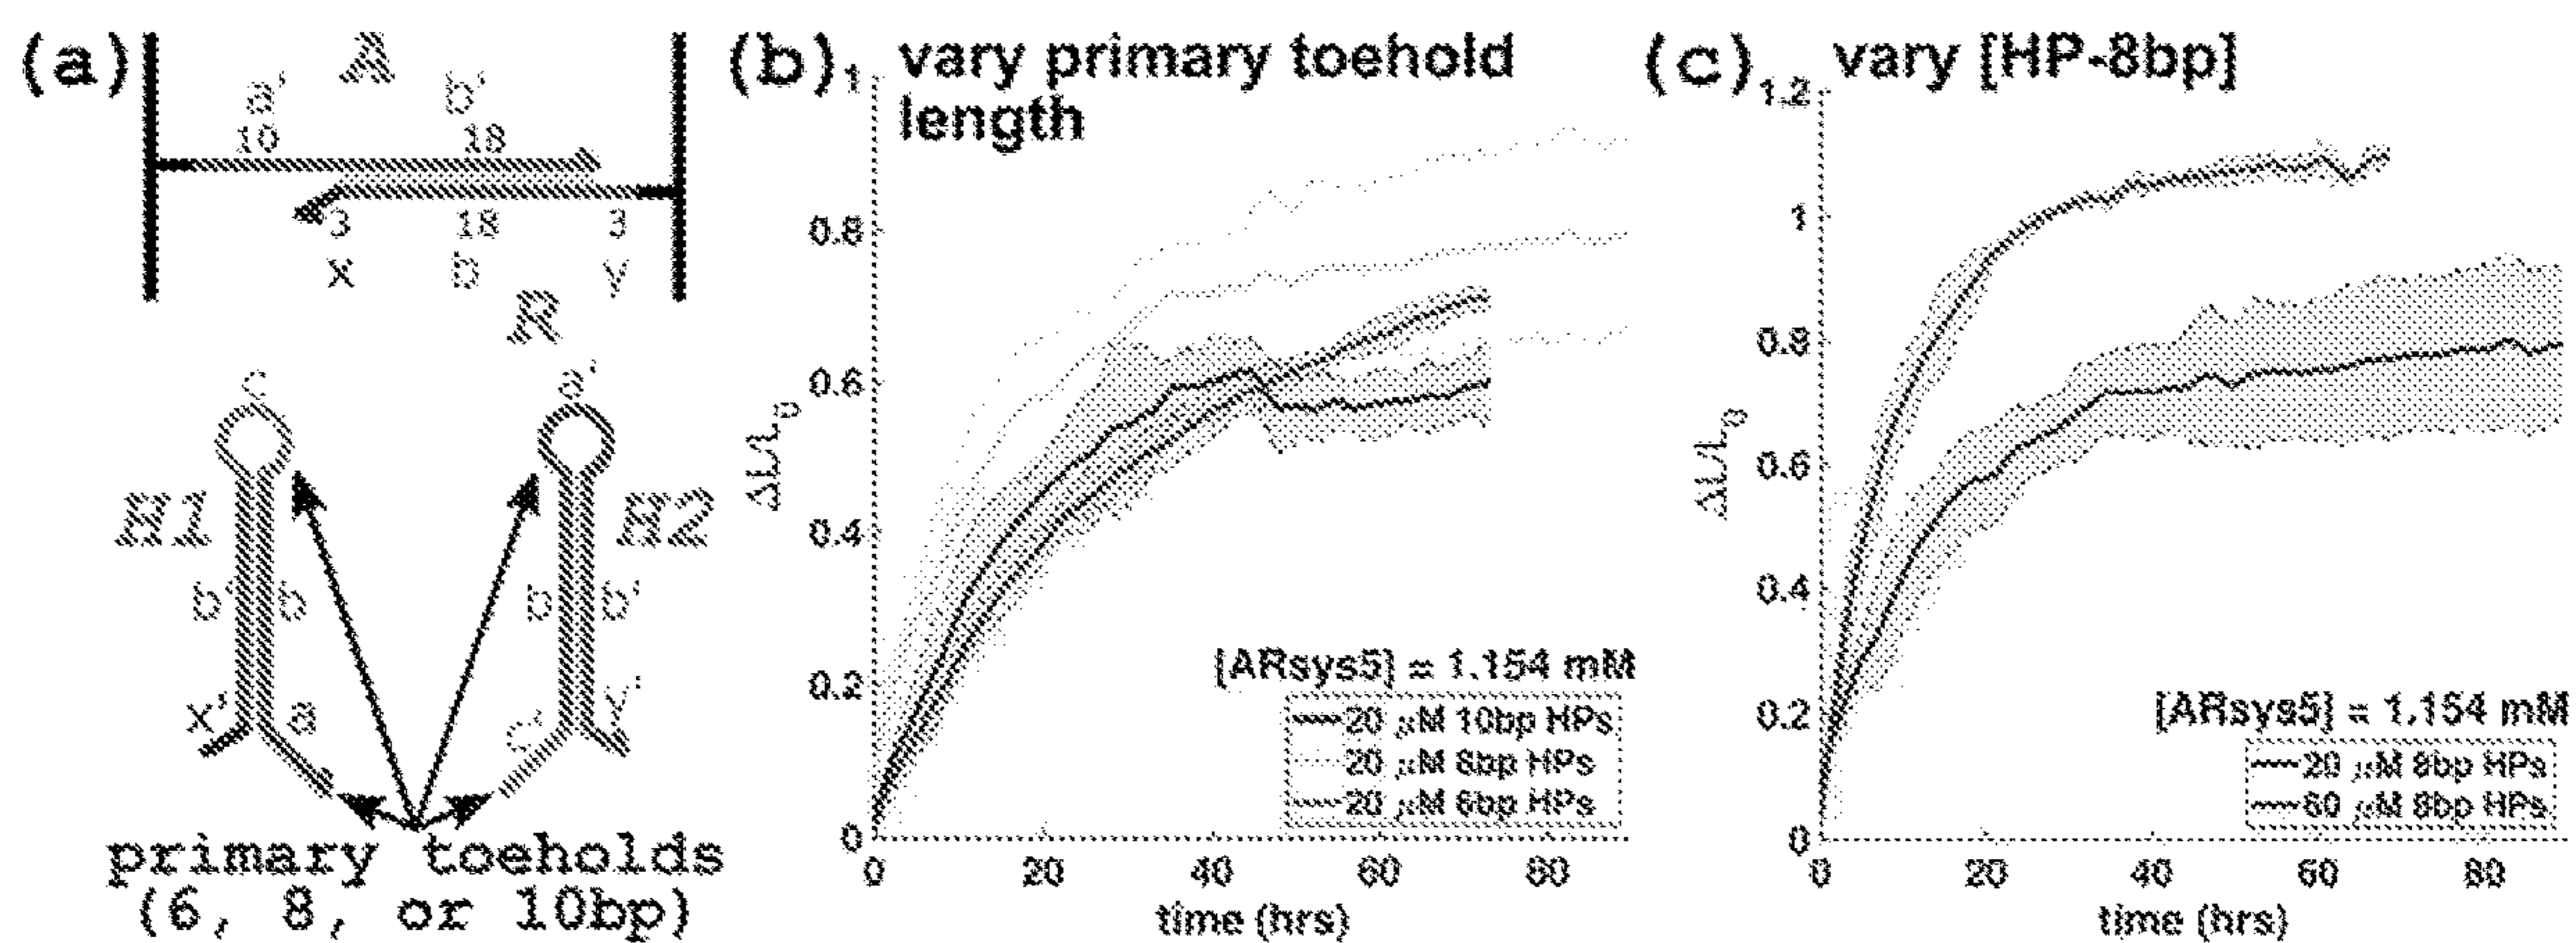 (a)
A
a' b'
10 18
3 18 3
x b y
R
c a'
H1 H2
b' b b b'
x' a c' y'
primary toeholds
(6, 8, or 10bp)
(b) vary primary toehold
length
1
0.8
0.6
0.4
0.2
0
ΔL/L0
0 20 40 60 80
time (hrs)
[ARsys5] = 1.154 mM
20 μM 10bp HPs
20 μM 8bp HPs
20 μM 6bp HPs
(c) vary [HP-8bp]
1.2
1
0.8
0.6
0.4
0.2
0
ΔL/L0
0 20 40 60 80
time (hrs)
[ARsys5] = 1.154 mM
20 μM 8bp HPs
60 μM 8bp HPs